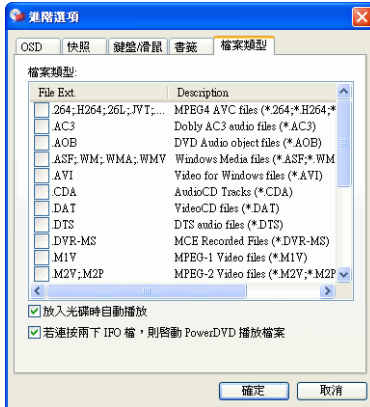 進階選項
OSD 快照 鍵盤/滑鼠 書籤 檔案類型
檔案類型:
File Ext. Description
.264;.H264;.26L;.JVT;... MPEG4 AVC files (*.264;*.H264;*
.AC3 Dobly AC3 audio files (*.AC3)
.AOB DVD Audio object files (*.AOB)
.ASF;.WM;.WMA;.WMV Windows Media files (*.ASF;*.WM
.AVI Video for Windows files (*.AVI)
.CDA AudioCD Tracks (*.CDA)
.DAT VideoCD files (*.DAT)
.DTS DTS audio files (*.DTS)
.DVR-MS MCE Recorded Files (*.DVR-MS)
.M1V MPEG-1 Video files (*.M1V)
.M2V;.M2P MPEG-2 Video files (*.M2V;*.M2P
放入光碟時自動播放
若連按兩下 IFO 檔，則啓動 PowerDVD 播放檔案
確定 取消